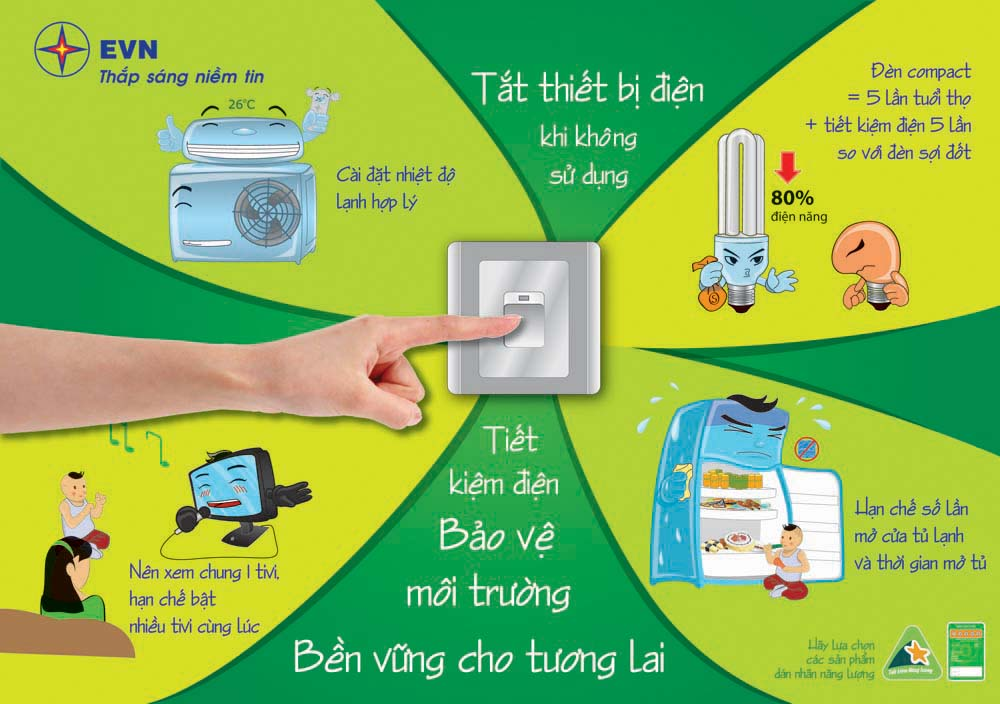 EVN
Thắp sáng niềm tin
26°C
Cài đặt nhiệt độ
lạnh hợp lý
Tắt thiết bị điện
khi không
sử dụng
Đèn compact
= 5 lần tuổi thọ
+ tiết kiệm điện 5 lần
so với đèn sợi đốt
80%
điện năng
Nên xem chung 1 tivi,
hạn chế bật
nhiều tivi cùng lúc
Tiết
kiệm điện
Bảo vệ
môi trường
Bền vững cho tương lai
Hạn chế số lần
mở cửa tủ lạnh
và thời gian mở tủ
Hãy lựa chọn
các sản phẩm
dán nhãn năng lượng